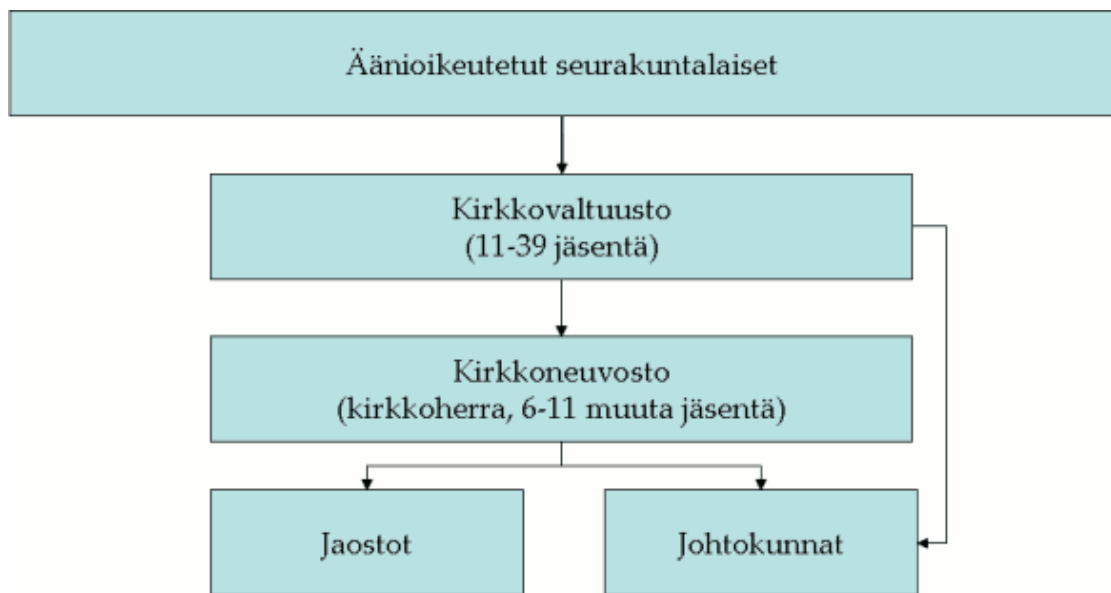 Äänioikeutetut seurakuntalaiset
Kirkkovaltuusto
(11-39 jäsentä)
Kirkkoneuvosto
(kirkkoherra, 6-11 muuta jäsentä)
Jaostot
Johtokunnat